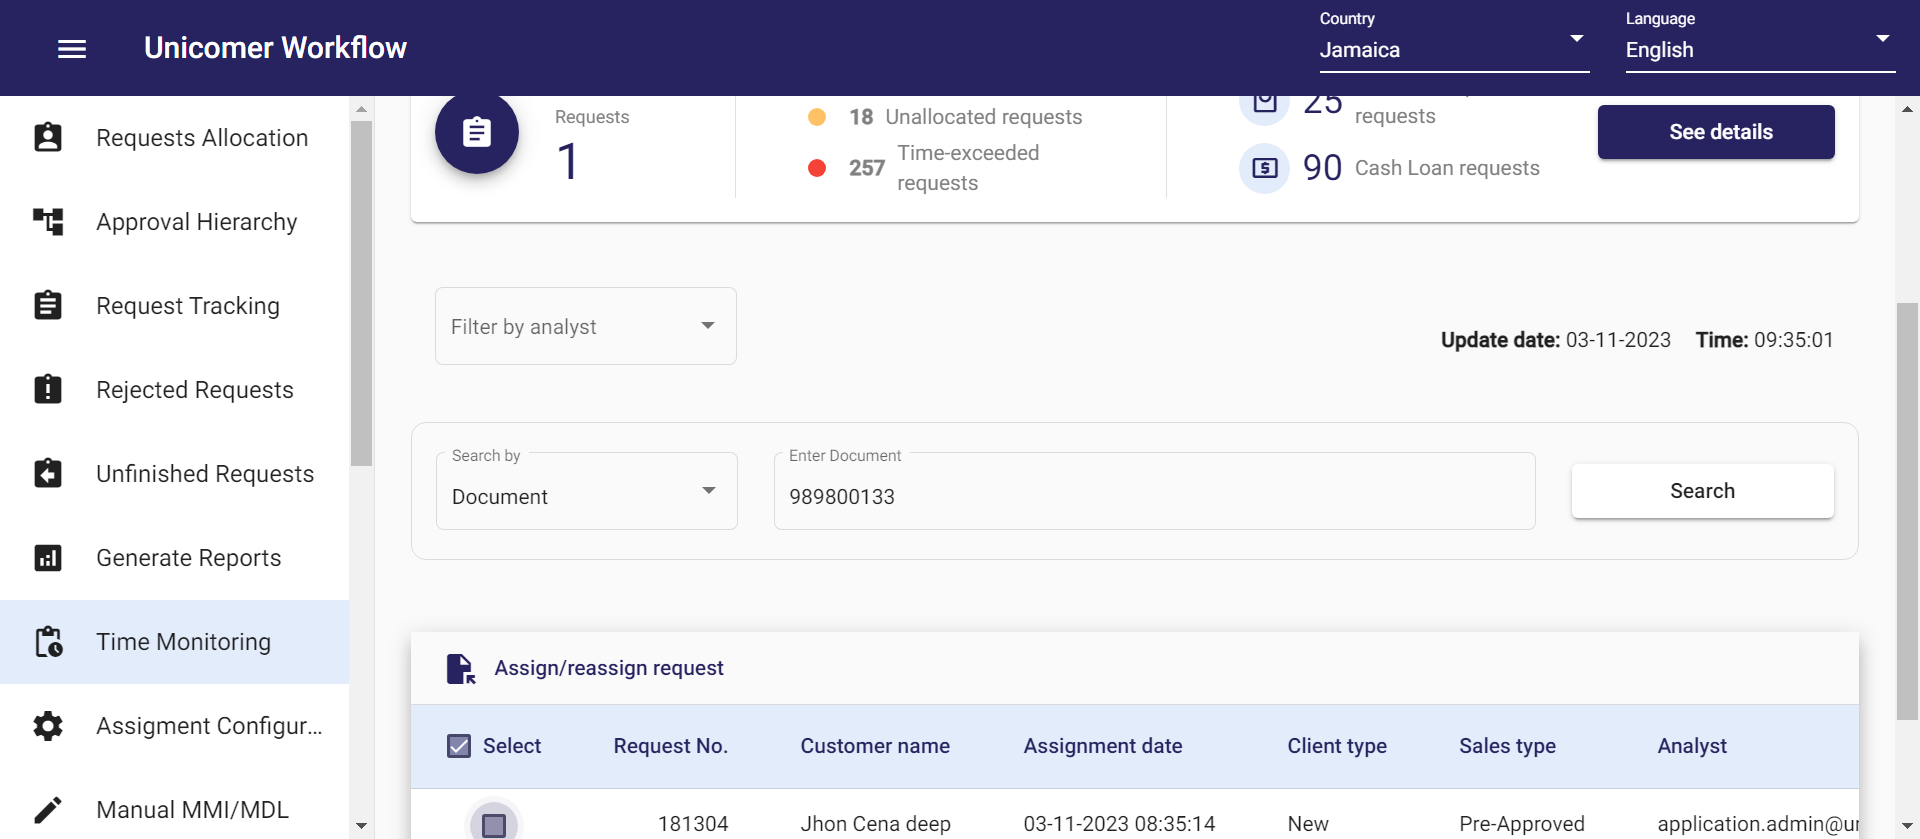 Unicomer Workflow
Country
Jamaica
Language
English
Requests Allocation
Approval Hierarchy
Request Tracking
Rejected Requests
Unfinished Requests
Generate Reports
Time Monitoring
Assigment Configur...
Manual MMI/MDL
Requests
1
18 Unallocated requests
257 Time-exceeded
requests
25
requests
90 Cash Loan requests
See details
Filter by analyst
Update date: 03-11-2023 Time: 09:35:01
Search by
Document
Enter Document
989800133
Search
Assign/reassign request
Select Request No. Customer name Assignment date Client type Sales type Analyst
181304 Jhon Cena deep 03-11-2023 08:35:14 New Pre-Approved application.admin@